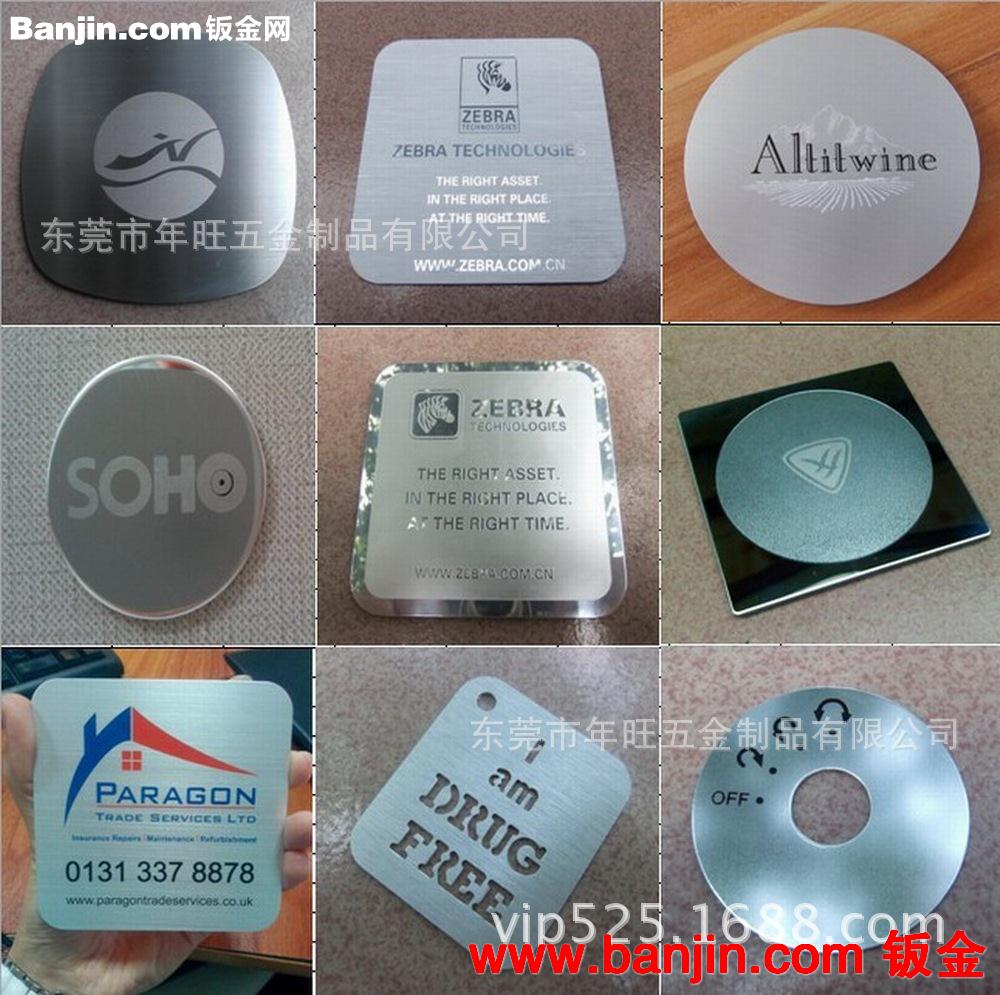 Banjin.com钣金网
ZEBRA
TECHNOLOGIES
ZEBRA TECHNOLOGIES
THE RIGHT ASSET.
IN THE RIGHT PLACE.
AT THE RIGHT TIME.
WWW.ZEBRA.COM.CN
Altitwine
东莞市年旺五金制品有限公司
SOHO
ZEBRA
TECHNOLOGIES
THE RIGHT ASSET.
IN THE RIGHT PLACE.
AT THE RIGHT TIME.
WWW.ZEBRA.COM.CN
PARAGON
TRADE SERVICES LTD
Insurance Repairs | Maintenance | Refurbishment
0131 337 8878
www.paragontradeservices.co.uk
I
am
DRUG
FREE
东莞市年旺五金制品有限公司
OFF
vip525.1688.com
www.banjin.com 钣金